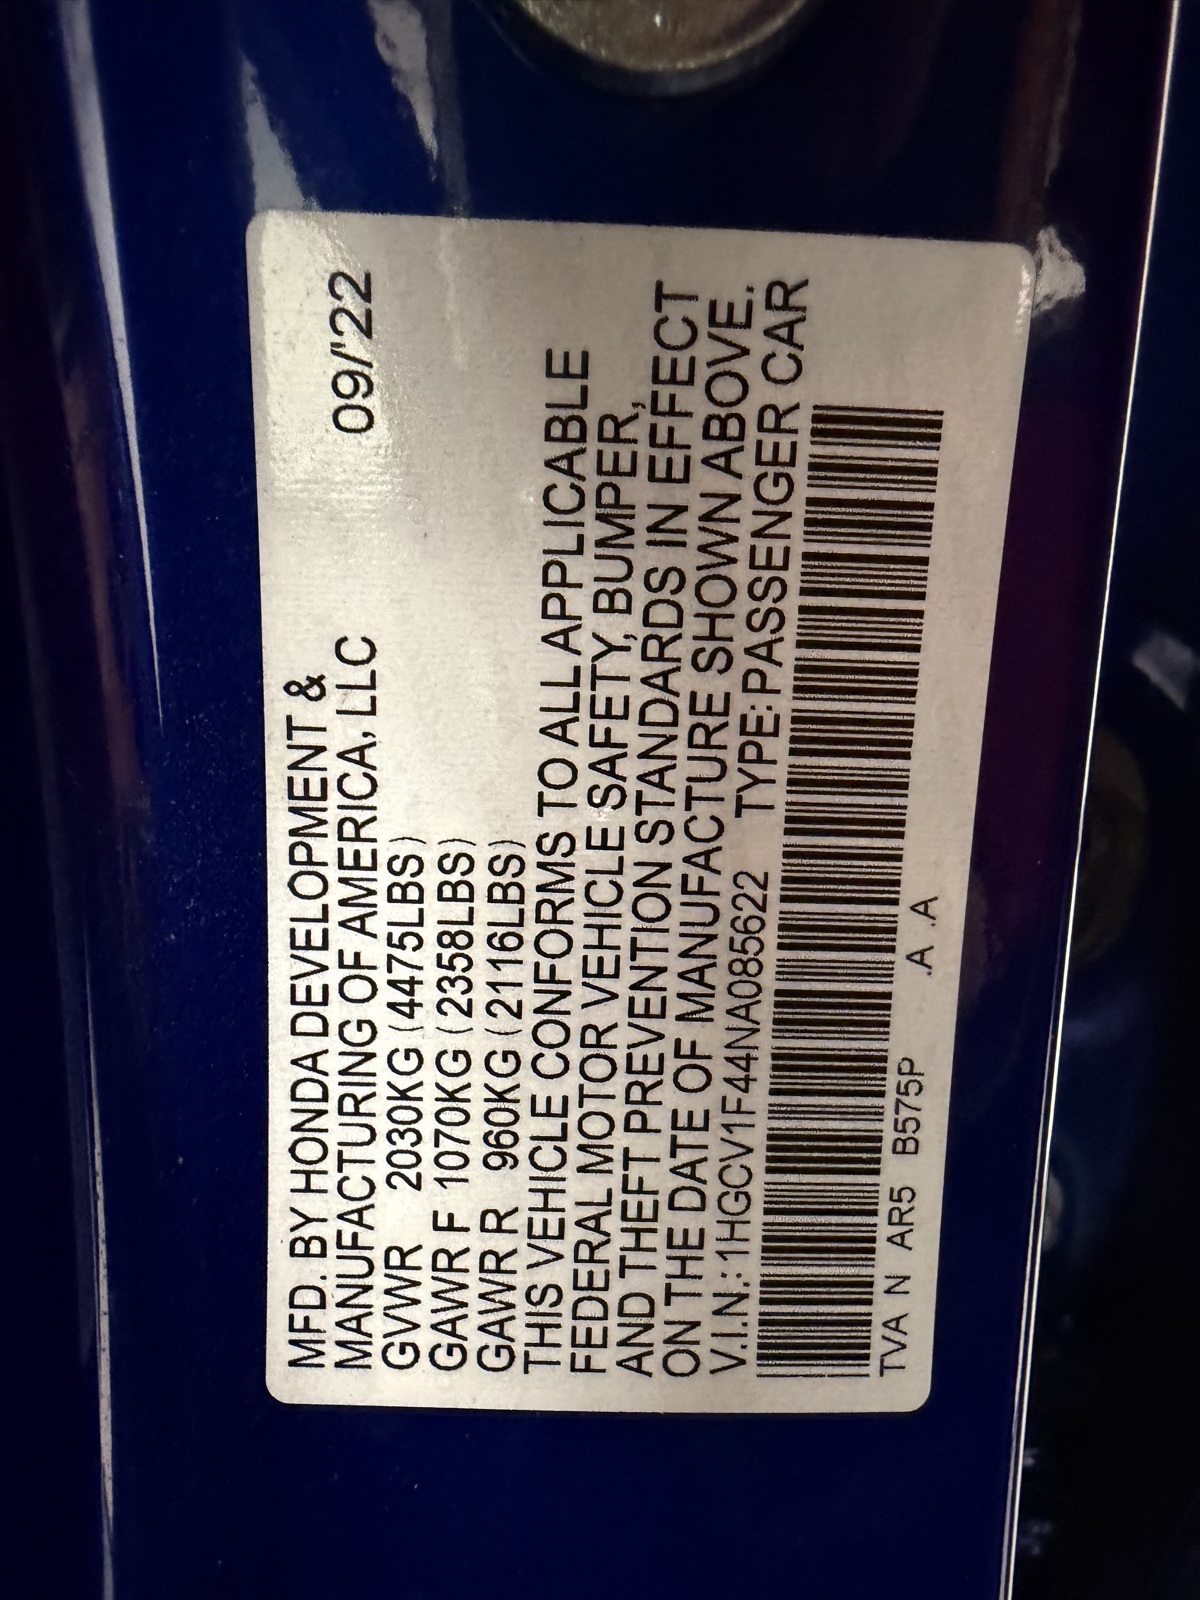 MFD. BY HONDA DEVELOPMENT &
MANUFACTURING OF AMERICA, LLC 09/'22
GVWR 2030KG (4475LBS)
GAWR F 1070KG (2358LBS)
GAWR R 960KG (2116LBS)
THIS VEHICLE CONFORMS TO ALL APPLICABLE
FEDERAL MOTOR VEHICLE SAFETY, BUMPER,
AND THEFT PREVENTION STANDARDS IN EFFECT
ON THE DATE OF MANUFACTURE SHOWN ABOVE.
V.I.N.: 1HGCV1F44NA085622 TYPE: PASSENGER CAR
TVA N AR5 B575P .A .A